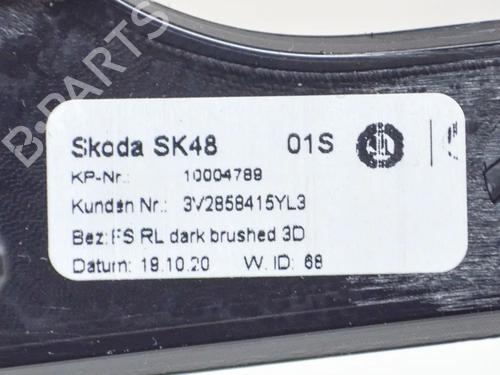 B-PARTS
Skoda SK48 01S
KP-Nr.: 10004789
Kunden Nr.: 3V2858415YL3
Bez: FS RL dark brushed 3D
Datum: 19.10.20 W. ID: 68